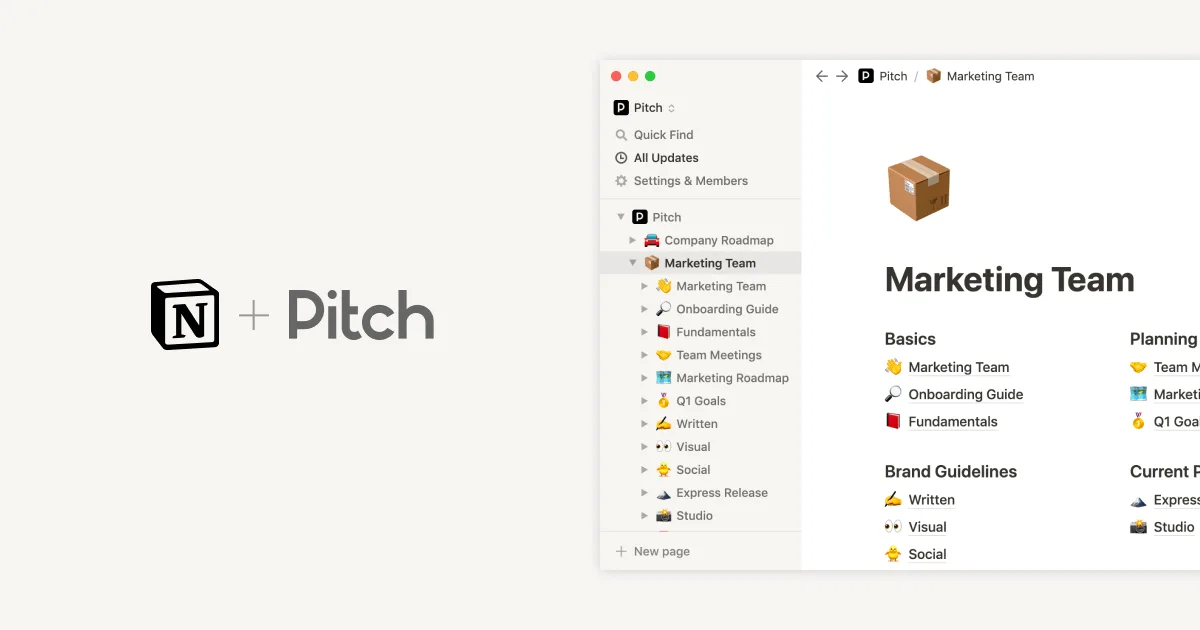 N + Pitch
Pitch
Quick Find
All Updates
Settings & Members
Pitch
Company Roadmap
Marketing Team
Marketing Team
Onboarding Guide
Fundamentals
Team Meetings
Marketing Roadmap
Q1 Goals
Written
Visual
Social
Express Release
Studio
+ New page
P Pitch / Marketing Team
Marketing Team
Basics
Marketing Team
Onboarding Guide
Fundamentals
Planning
Team M
Marketi
Q1 Goa
Brand Guidelines
Written
Visual
Social
Current P
Express
Studio